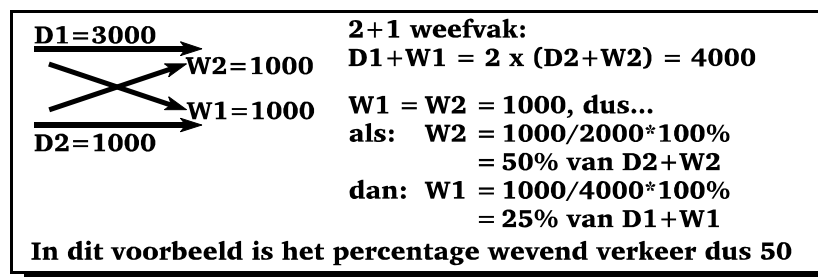 D1=3000
W2=1000
W1=1000
D2=1000
2+1 weefvak:
D1+W1 = 2 x (D2+W2) = 4000
W1 = W2 = 1000, dus...
als: W2 = 1000/2000*100%
= 50% van D2+W2
dan: W1 = 1000/4000*100%
= 25% van D1+W1
In dit voorbeeld is het percentage wevend verkeer dus 50